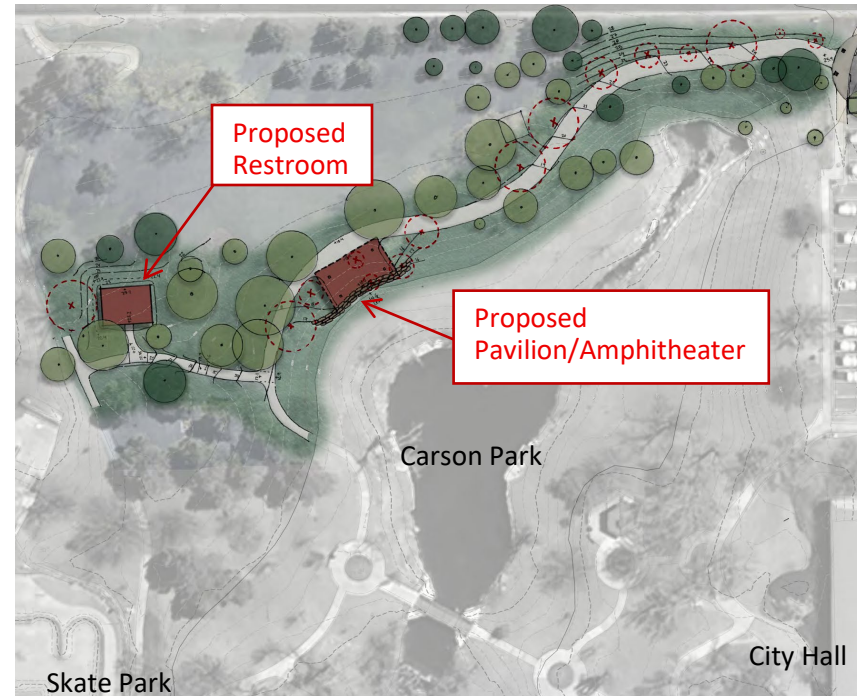 Proposed
Restroom
Proposed
Pavilion/Amphitheater
Carson Park
City Hall
Skate Park